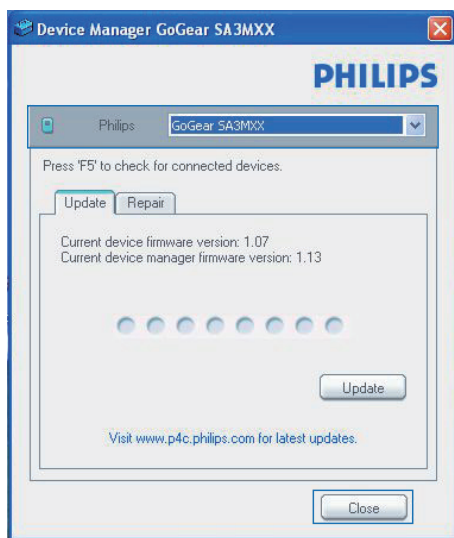 Device Manager GoGear SA3MXX
PHILIPS
Philips GoGear SA3MXX
Press 'F5' to check for connected devices.
Update Repair
Current device firmware version: 1.07
Current device manager firmware version: 1.13
Update
Visit www.p4c.philips.com for latest updates.
Close